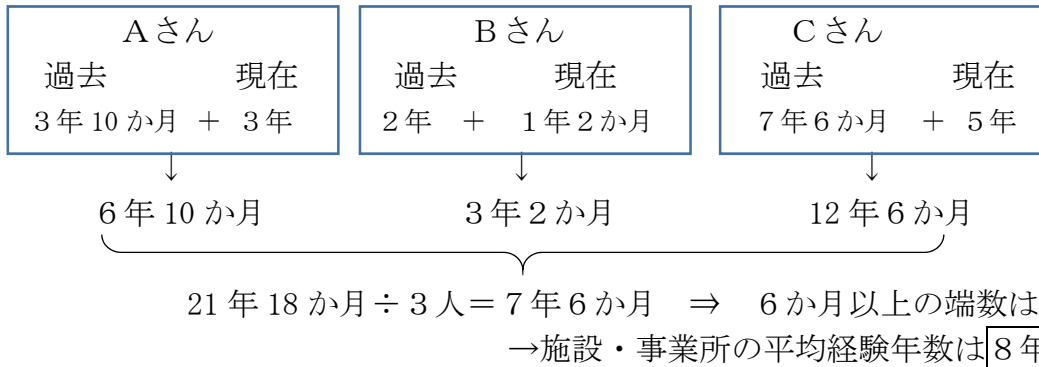 Aさん Bさん Cさん
過去 現在 過去 現在 過去 現在
3年10か月 + 3年 2年 + 1年2か月 7年6か月 + 5年
↓ ↓ ↓
6年10か月 3年2か月 12年6か月
21年18か月÷3人=7年6か月 ⇒ 6か月以上の端数は
→施設・事業所の平均経験年数は8年